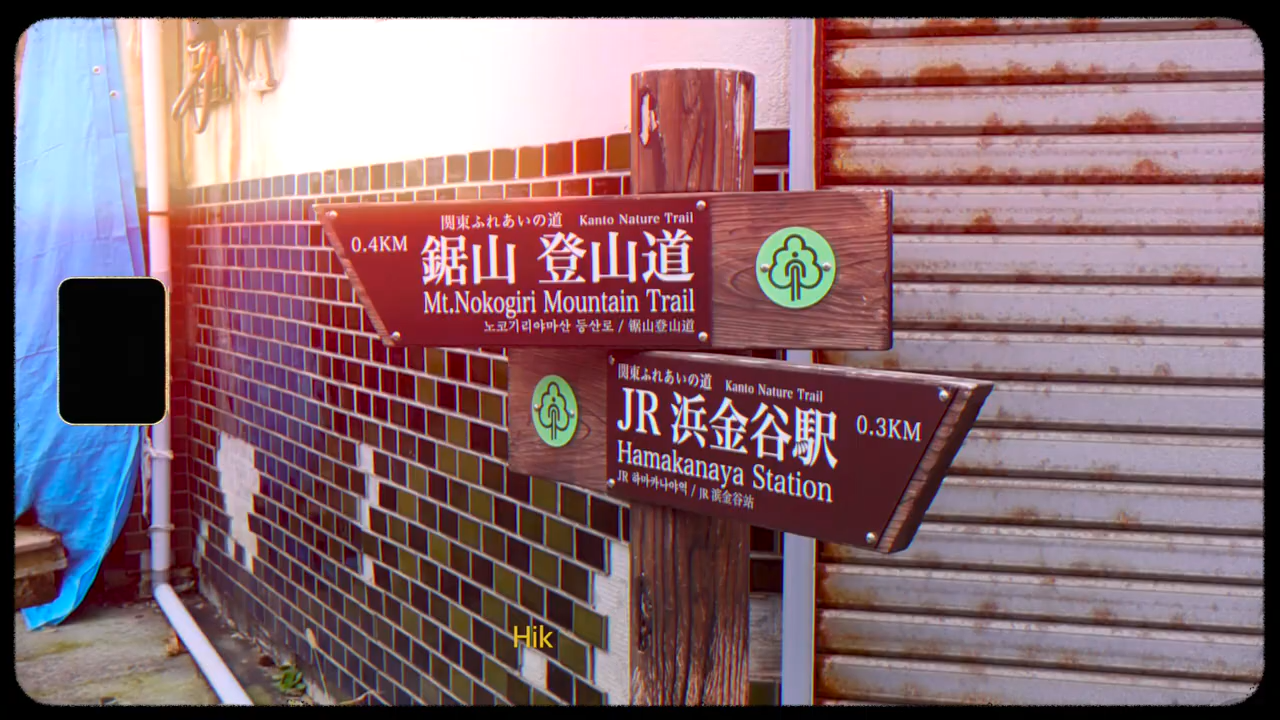 関東ふれあいの道 Kanto Nature Trail
0.4KM
鋸山 登山道
Mt.Nokogiri Mountain Trail
노코기리야마산 등산로 / 锯山登山道
関東ふれあいの道 Kanto Nature Trail
JR 浜金谷駅
0.3KM
Hamakanaya Station
JR 하마카나야역 / JR 滨金谷站
Hik